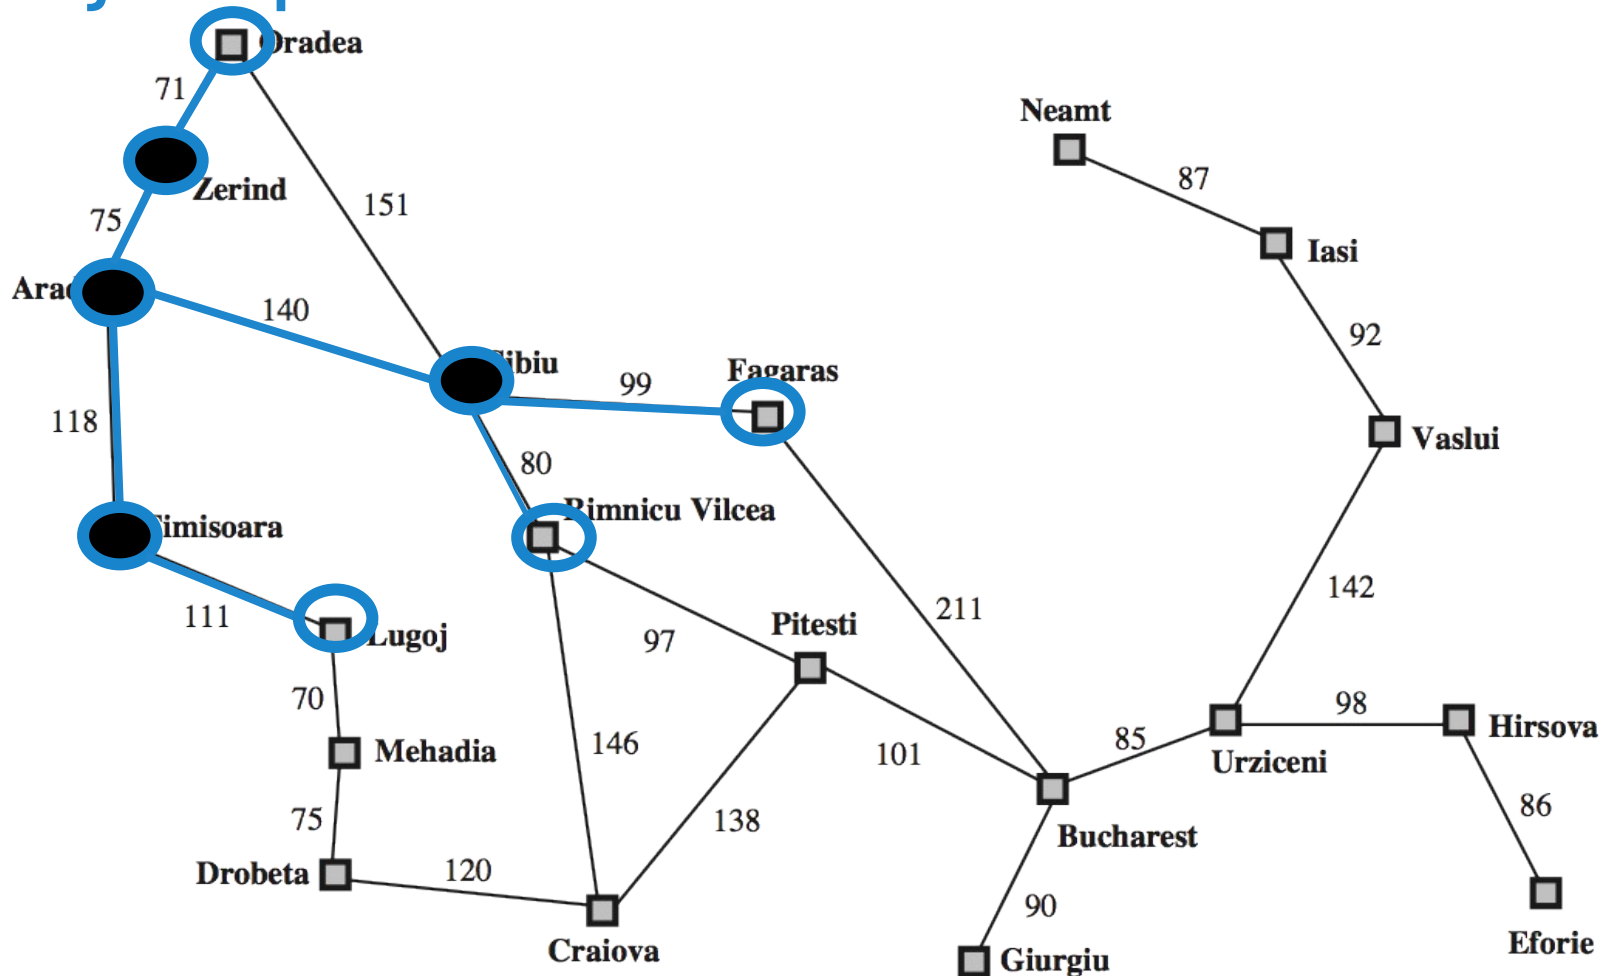 Oradea
71
Neamt
87
Zerind
151
75
Iasi
Arad
140
92
Sibiu
Fagaras
99
118
Vaslui
80
Rimnicu Vilcea
Timisoara
142
111
211
Pitesti
Lugoj
97
70
98
Hirsova
146
85
Mehadia
101
Urziceni
75
138
86
Bucharest
Drobeta
120
90
Craiova
Eforie
Giurgiu